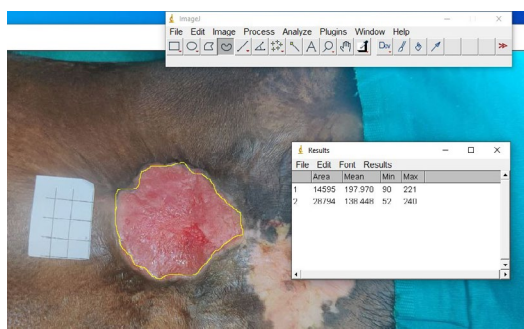 ImageJ
File Edit Image Process Analyze Plugins Window Help
A Dev
Results
File Edit Font Results
Area Mean Min Max
1 14595 197.970 90 221
2 28794 138.448 52 240